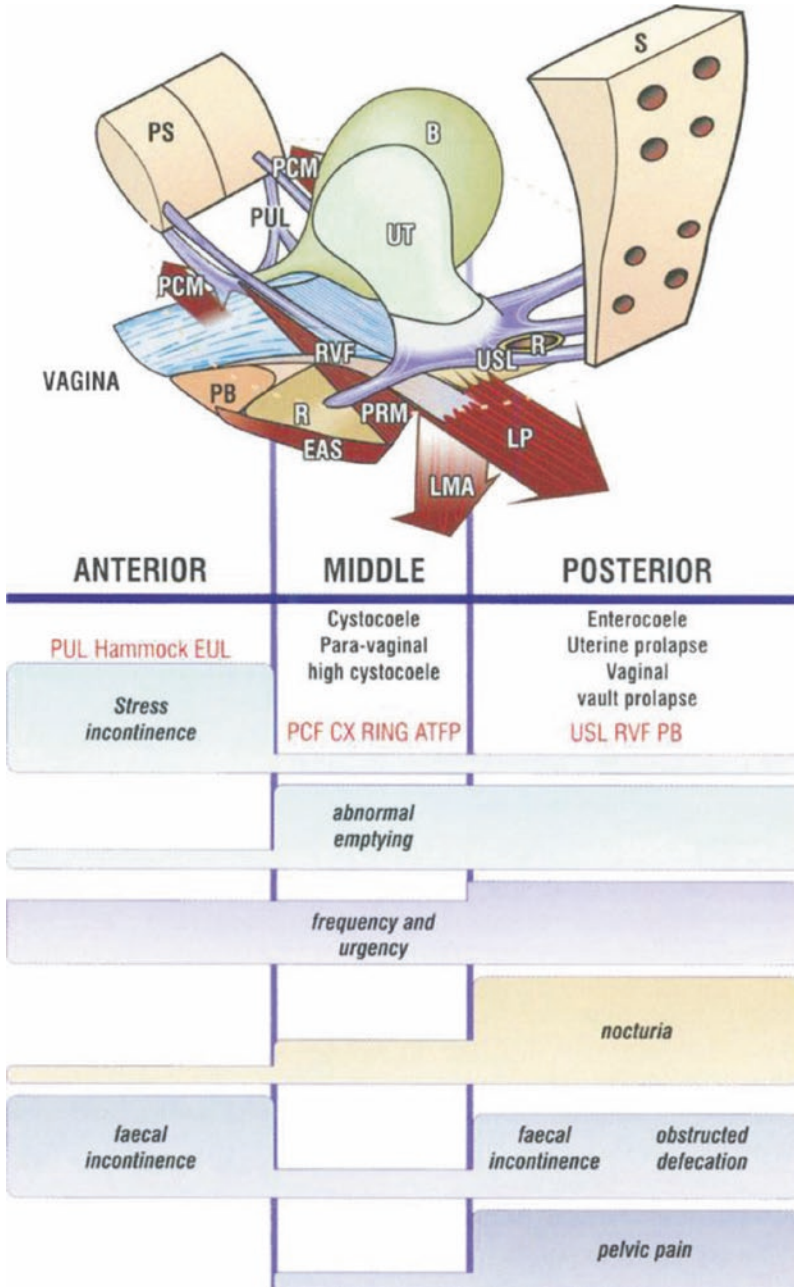 S
PS
B
PCM
PUL
UT
PCM
RVF
R
USL
VAGINA
PB
R
PRM
LP
EAS
LMA
ANTERIOR
MIDDLE
POSTERIOR
PUL Hammock EUL
Cystocoele
Para-vaginal
high cystocoele
PCF CX RING ATFP
Enterocoele
Uterine prolapse
Vaginal
vault prolapse
USL RVF PB
Stress
incontinence
abnormal
emptying
frequency and
urgency
nocturia
faecal
incontinence
faecal
incontinence
obstructed
defecation
pelvic pain